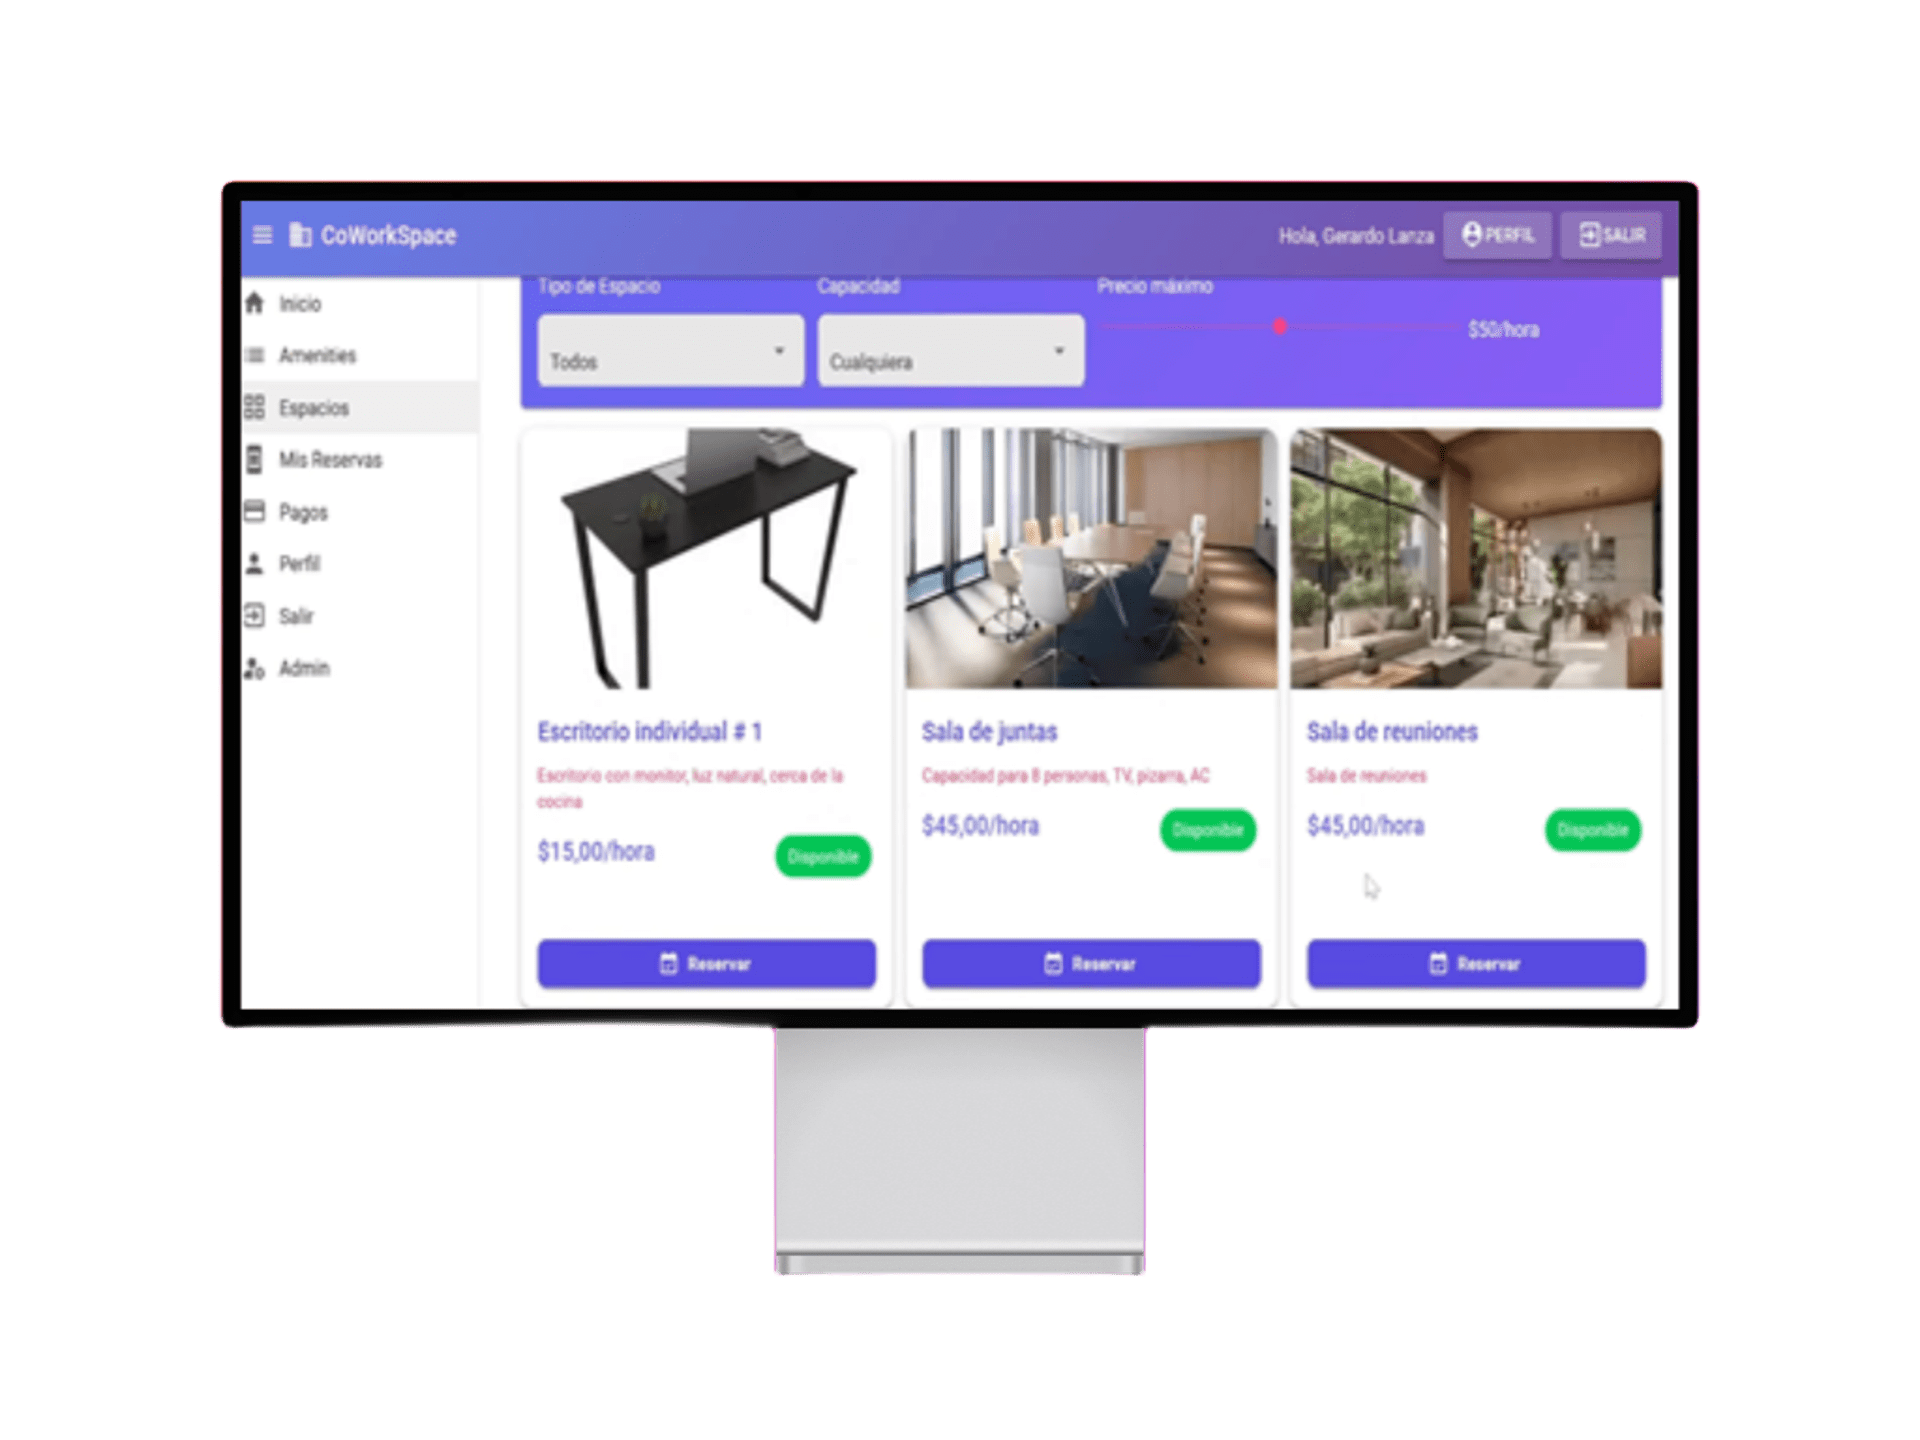 CoWorkSpace
Hola, Gerardo Lanza
PERFIL
SALIR
Inicio
Amenities
Espacios
Mis Reservas
Pagos
Perfil
Salir
Admin
Tipo de Espacio
Capacidad
Precio máximo
Todos
Cualquiera
$50/hora
Escritorio individual # 1
Escritorio con monitor, luz natural, cerca de la
cocina
$15,00/hora
Disponible
Reservar
Sala de juntas
Capacidad para 8 personas, TV, pizarra, AC
$45,00/hora
Disponible
Reservar
Sala de reuniones
Sala de reuniones
$45,00/hora
Disponible
Reservar